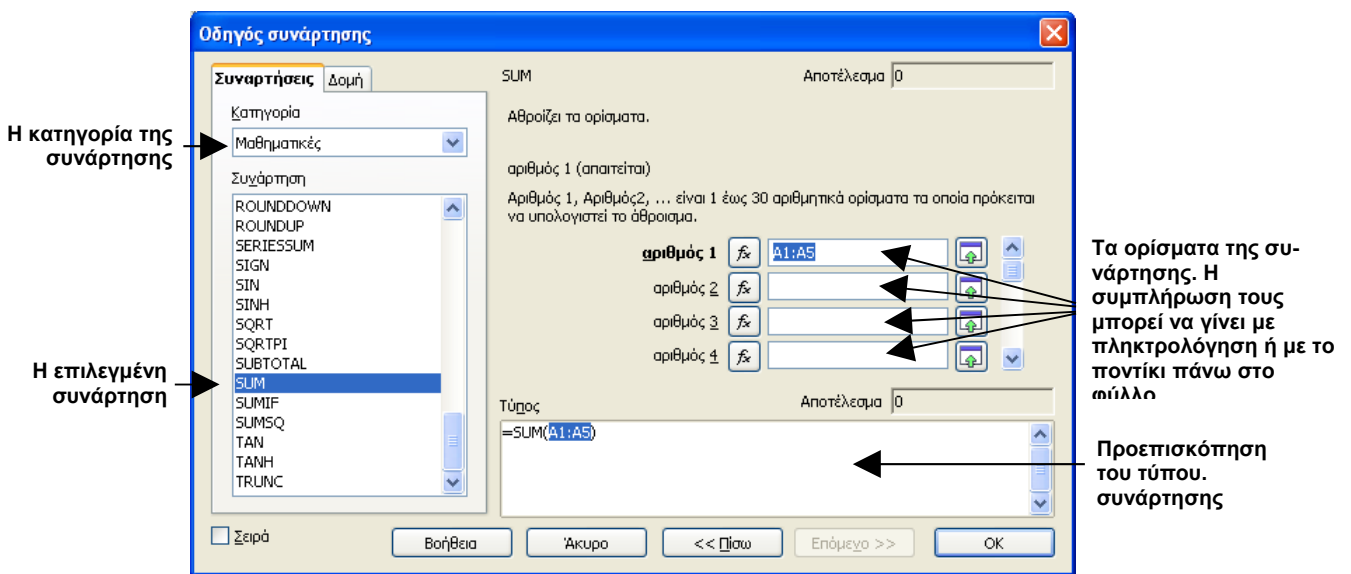 Οδηγός συνάρτησης
Συναρτήσεις Δομή
SUM
Αποτέλεσμα 0
Κατηγορία
Μαθηματικές
Αθροίζει τα ορίσματα.
Η κατηγορία της
συνάρτησης
Συνάρτηση
ROUNDDOWN
ROUNDUP
SERIESSUM
SIGN
SIN
SINH
SQRT
SQRTPI
SUBTOTAL
SUM
SUMIF
SUMSQ
TAN
TANH
TRUNC
Η επιλεγμένη
συνάρτηση
αριθμός 1 (απαιτείται)
Αριθμός 1, Αριθμός2, ... είναι 1 έως 30 αριθμητικά ορίσματα τα οποία πρόκειται
να υπολογιστεί το άθροισμα.
αριθμός 1 fx A1:A5
αριθμός 2 fx
αριθμός 3 fx
αριθμός 4 fx
Τα ορίσματα της συ-
νάρτησης. Η
συμπλήρωση τους
μπορεί να γίνει με
πληκτρολόγηση ή με το
ποντίκι πάνω στο
φύλλο
Τύπος
Αποτέλεσμα 0
=SUM(A1:A5)
Προεπισκόπηση
του τύπου.
συνάρτησης
Σειρά
Βοήθεια
Άκυρο
<< Πίσω
Επόμενο >>
OK